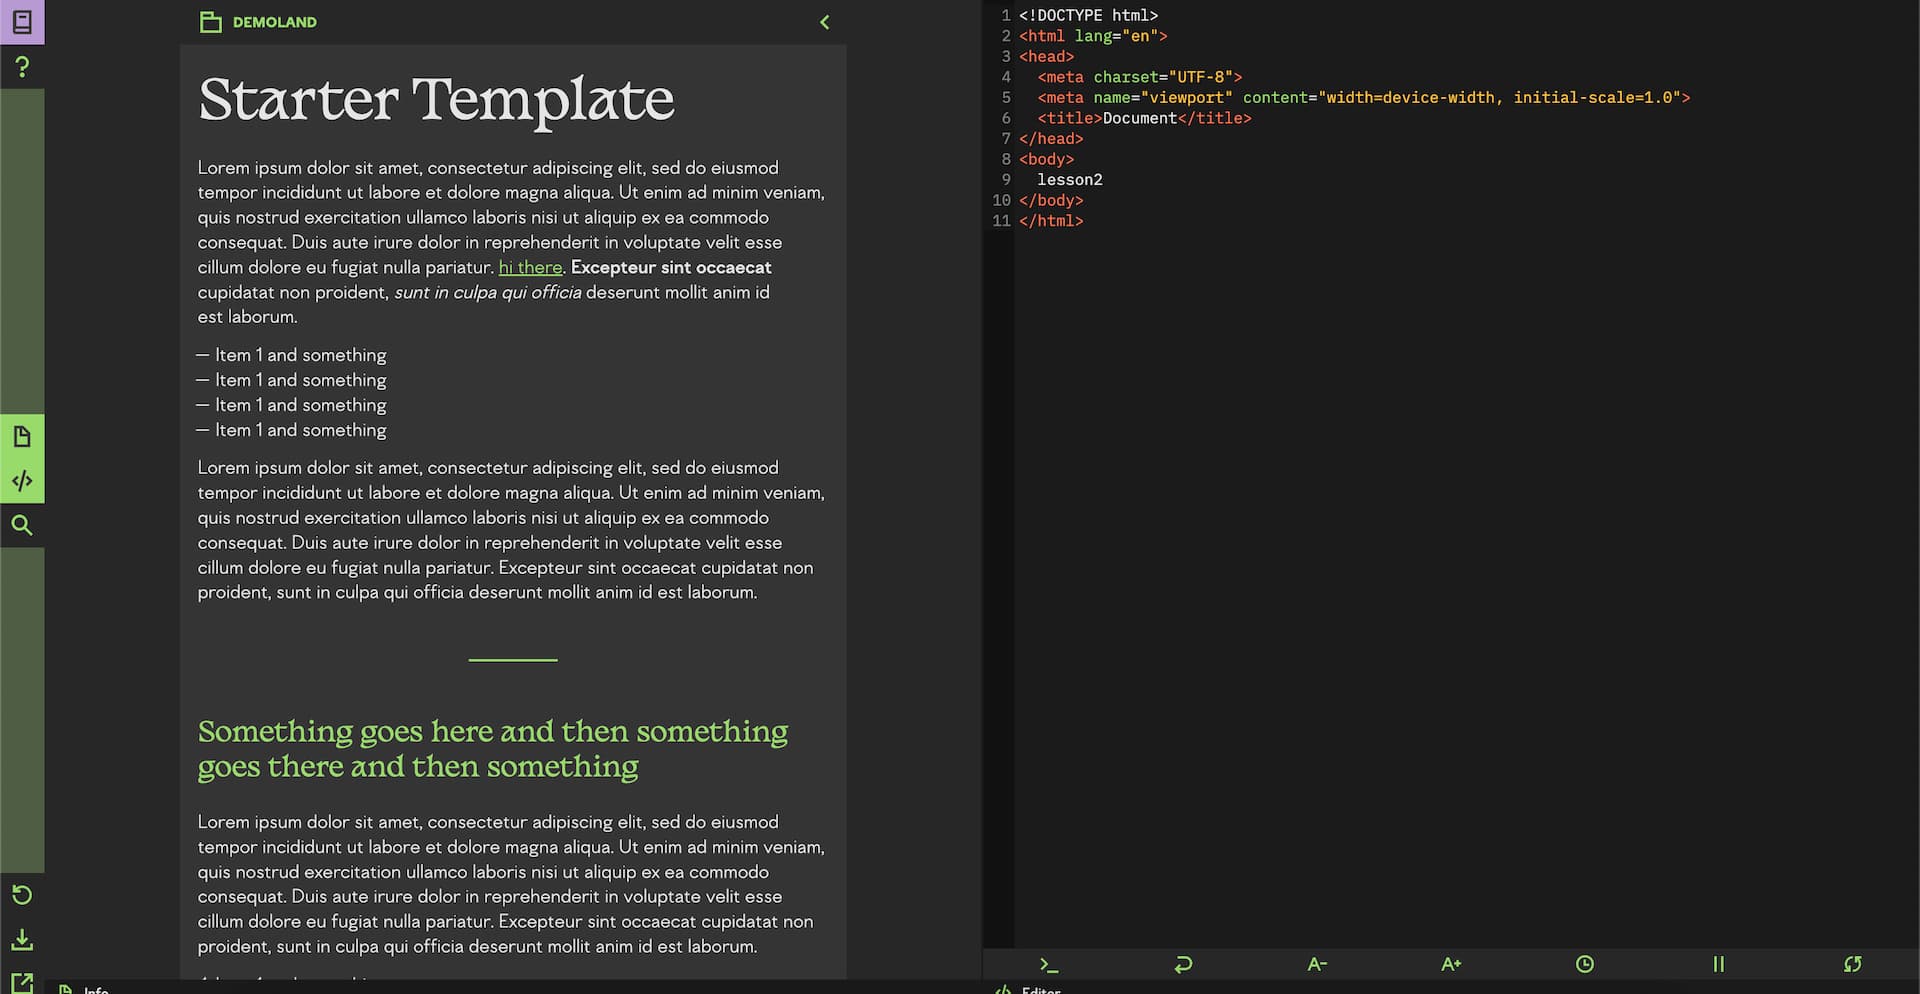 DEMOLAND
Starter Template
Lorem ipsum dolor sit amet, consectetur adipiscing elit, sed do eiusmod
tempor incididunt ut labore et dolore magna aliqua. Ut enim ad minim veniam,
quis nostrud exercitation ullamco laboris nisi ut aliquip ex ea commodo
consequat. Duis aute irure dolor in reprehenderit in voluptate velit esse
cillum dolore eu fugiat nulla pariatur. hi there. Excepteur sint occaecat
cupidatat non proident, sunt in culpa qui officia deserunt mollit anim id
est laborum.
— Item 1 and something
— Item 1 and something
— Item 1 and something
— Item 1 and something
Lorem ipsum dolor sit amet, consectetur adipiscing elit, sed do eiusmod
tempor incididunt ut labore et dolore magna aliqua. Ut enim ad minim veniam,
quis nostrud exercitation ullamco laboris nisi ut aliquip ex ea commodo
consequat. Duis aute irure dolor in reprehenderit in voluptate velit esse
cillum dolore eu fugiat nulla pariatur. Excepteur sint occaecat cupidatat non
proident, sunt in culpa qui officia deserunt mollit anim id est laborum.
Something goes here and then something
goes there and then something
Lorem ipsum dolor sit amet, consectetur adipiscing elit, sed do eiusmod
tempor incididunt ut labore et dolore magna aliqua. Ut enim ad minim veniam,
quis nostrud exercitation ullamco laboris nisi ut aliquip ex ea commodo
consequat. Duis aute irure dolor in reprehenderit in voluptate velit esse
cillum dolore eu fugiat nulla pariatur. Excepteur sint occaecat cupidatat non
proident, sunt in culpa qui officia deserunt mollit anim id est laborum.
Info
1 <!DOCTYPE html>
2 <html lang="en">
3 <head>
4 <meta charset="UTF-8">
5 <meta name="viewport" content="width=device-width, initial-scale=1.0">
6 <title>Document</title>
7 </head>
8 <body>
9 lesson2
10 </body>
11 </html>
A- A+
Editor